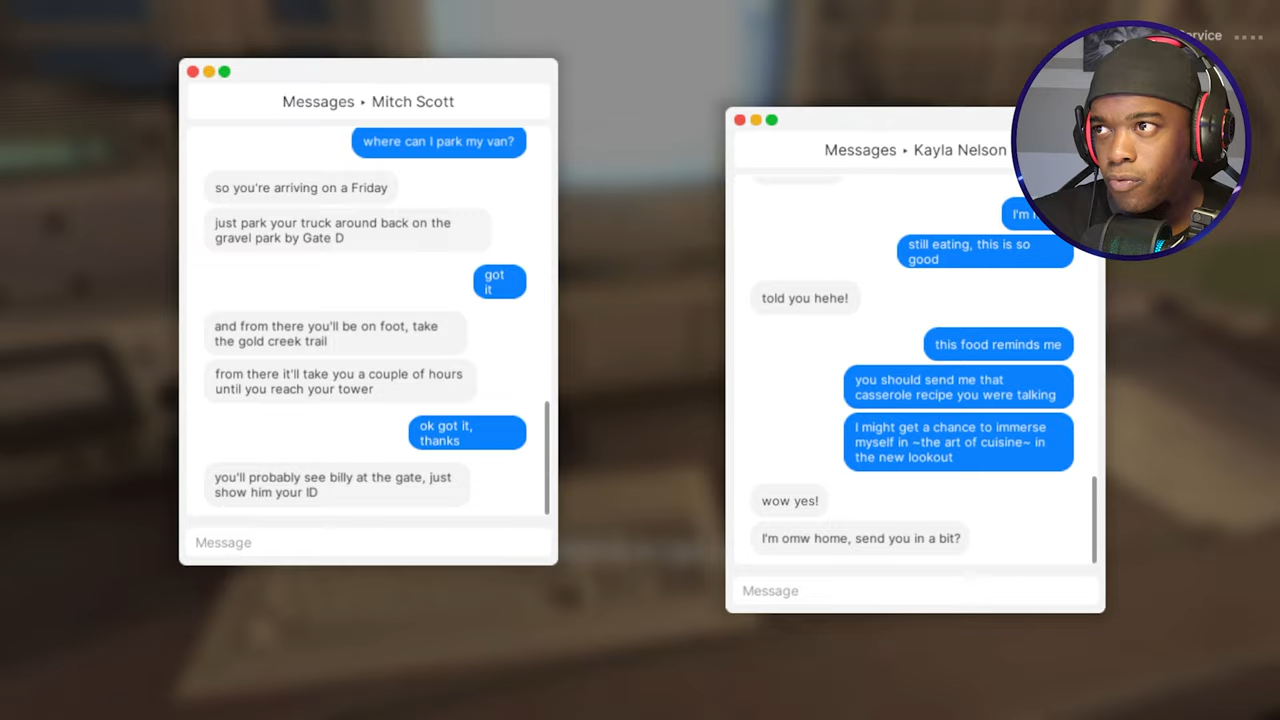 Messages ▸ Mitch Scott
where can I park my van?
so you're arriving on a Friday
just park your truck around back on the
gravel park by Gate D
got
it
and from there you'll be on foot, take
the gold creek trail
from there it'll take you a couple of hours
until you reach your tower
ok got it,
thanks
you'll probably see billy at the gate, just
show him your ID
Message
Messages ▸ Kayla Nelson
I'm
still eating, this is so
good
told you hehe!
this food reminds me
you should send me that
casserole recipe you were talking
I might get a chance to immerse
myself in ~the art of cuisine~ in
the new lookout
wow yes!
I'm omw home, send you in a bit?
Message